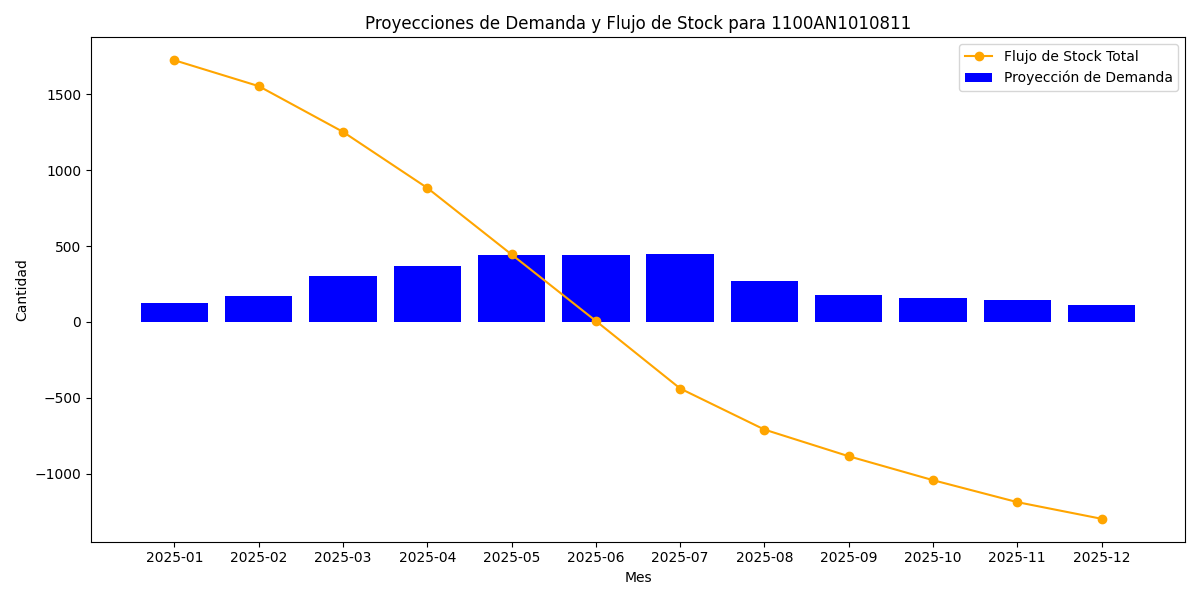 Proyecciones de Demanda y Flujo de Stock para 1100AN1010811
Flujo de Stock Total
Proyección de Demanda
Cantidad
1500
1000
500
0
−500
−1000
2025-01 2025-02 2025-03 2025-04 2025-05 2025-06 2025-07 2025-08 2025-09 2025-10 2025-11 2025-12
Mes